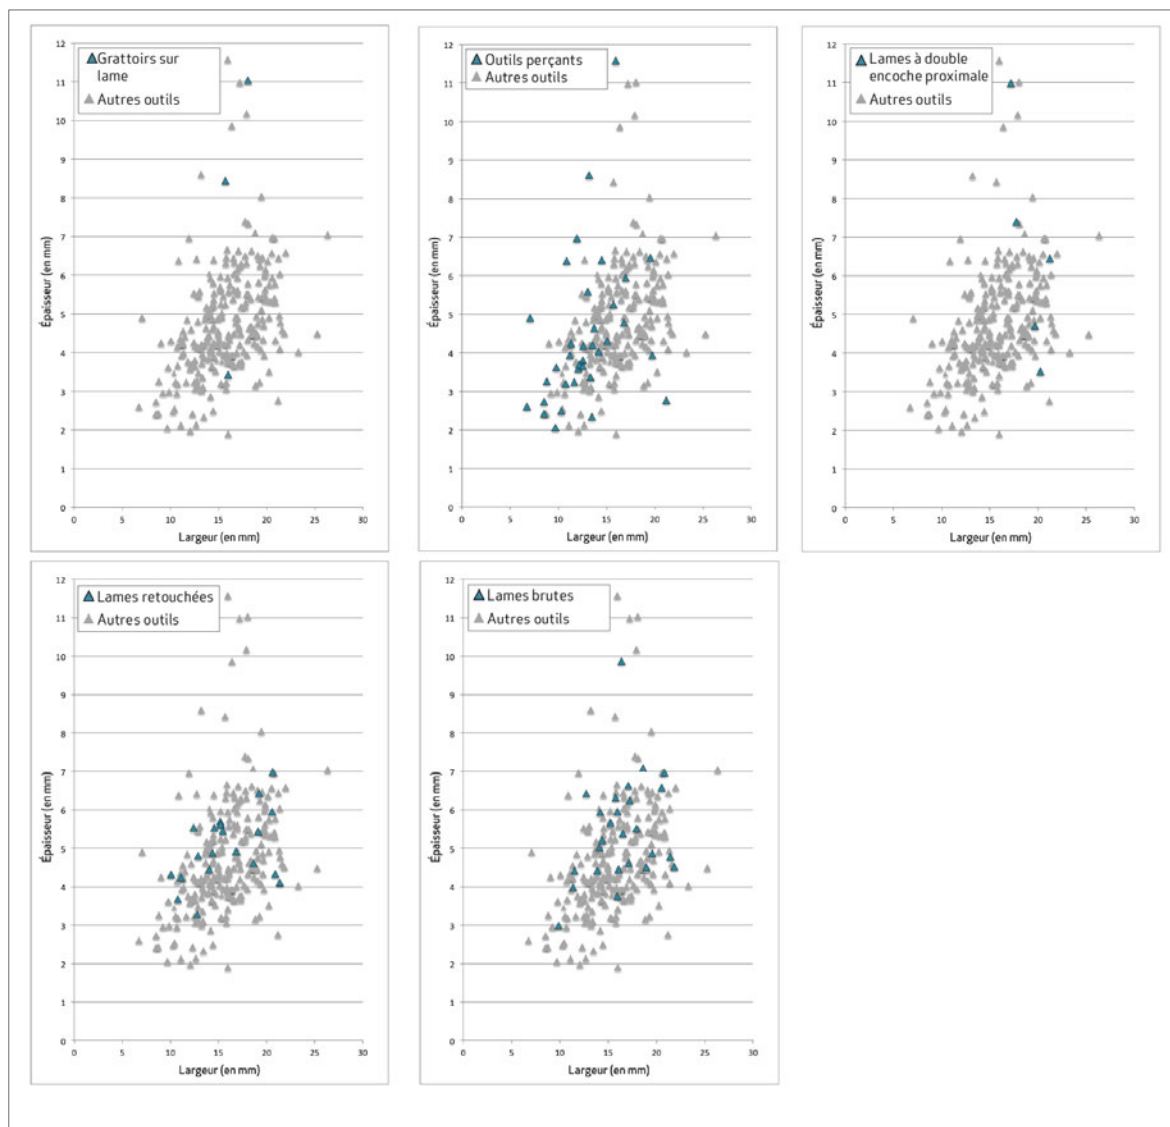 Grattoirs sur
lame
Autres outils
12
11
10
9
8
7
6
5
4
3
2
1
0
0 5 10 15 20 25 30
Épaisseur (en mm)
Largeur (en mm)
Outils perçants
Autres outils
12
11
10
9
8
7
6
5
4
3
2
1
0
0 5 10 15 20 25 30
Épaisseur (en mm)
Largeur (en mm)
Lames à double
encoche proximale
Autres outils
12
11
10
9
8
7
6
5
4
3
2
1
0
0 5 10 15 20 25 30
Épaisseur (en mm)
Largeur (en mm)
Lames retouchées
Autres outils
12
11
10
9
8
7
6
5
4
3
2
1
0
0 5 10 15 20 25 30
Épaisseur (en mm)
Largeur (en mm)
Lames brutes
Autres outils
12
11
10
9
8
7
6
5
4
3
2
1
0
0 5 10 15 20 25 30
Épaisseur (en mm)
Largeur (en mm)